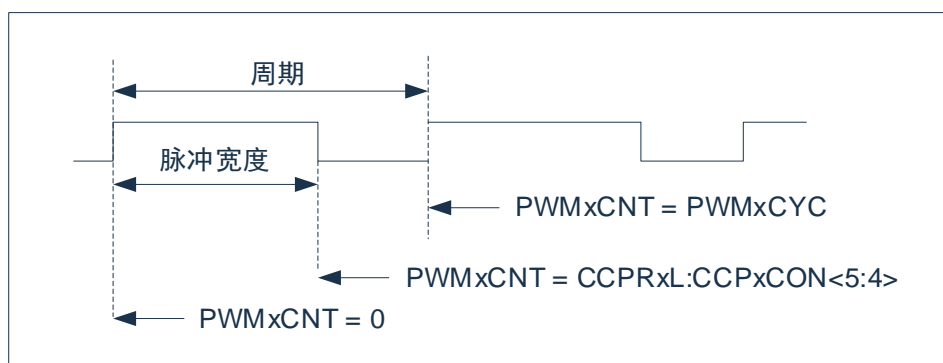 周期
脉冲宽度
PWMxCNT = PWMxCYC
PWMxCNT = CCPRxL:CCPxCON<5:4>
PWMxCNT = 0